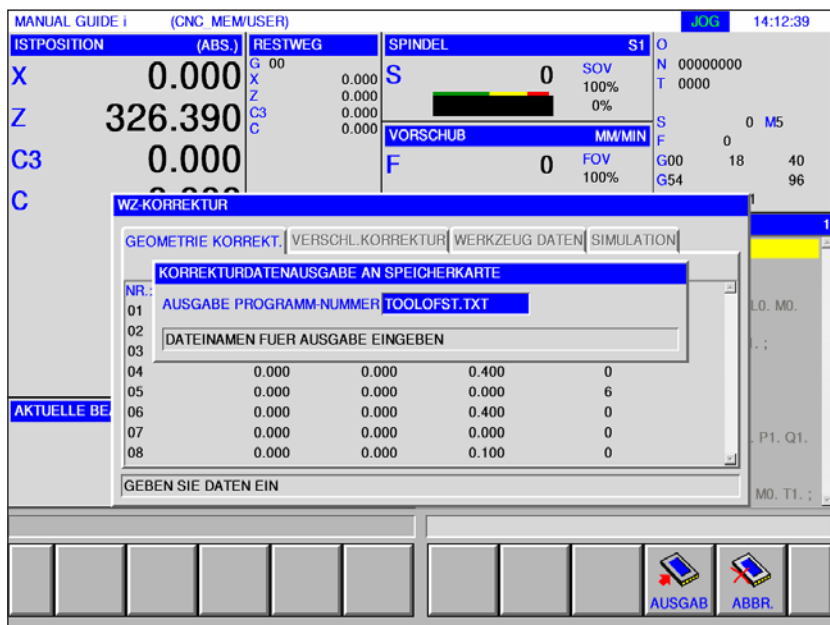 MANUAL GUIDE i (CNC_MEM/USER) JOG 14:12:39
ISTPOSITION (ABS.)
X 0.000
Z 326.390
C3 0.000
C
RESTWEG
G 00
X 0.000
Z 0.000
C3 0.000
C 0.000
SPINDEL S1
S 0 SOV
100%
0%
VORSCHUB MM/MIN
F 0 FOV
100%
O
N 00000000
T 0000
S 0 M5
F 0
G00 18 40
G54 96
1
1
WZ-KORREKTUR
GEOMETRIE KORREKT. VERSCHL.KORREKTUR WERKZEUG DATEN SIMULATION
KORREKTURDATENAUSGABE AN SPEICHERKARTE
AUSGABE PROGRAMM-NUMMER TOOLOFST.TXT
DATEINAMEN FUER AUSGABE EINGEBEN
NR.:
01
02
03
04 0.000 0.000 0.400 0
05 0.000 0.000 0.000 6
06 0.000 0.000 0.400 0
07 0.000 0.000 0.000 0
08 0.000 0.000 0.100 0
GEBEN SIE DATEN EIN
AKTUELLE BE
L0. M0.
. ;
. P1. Q1.
M0. T1. ;
AUSGAB ABBR.